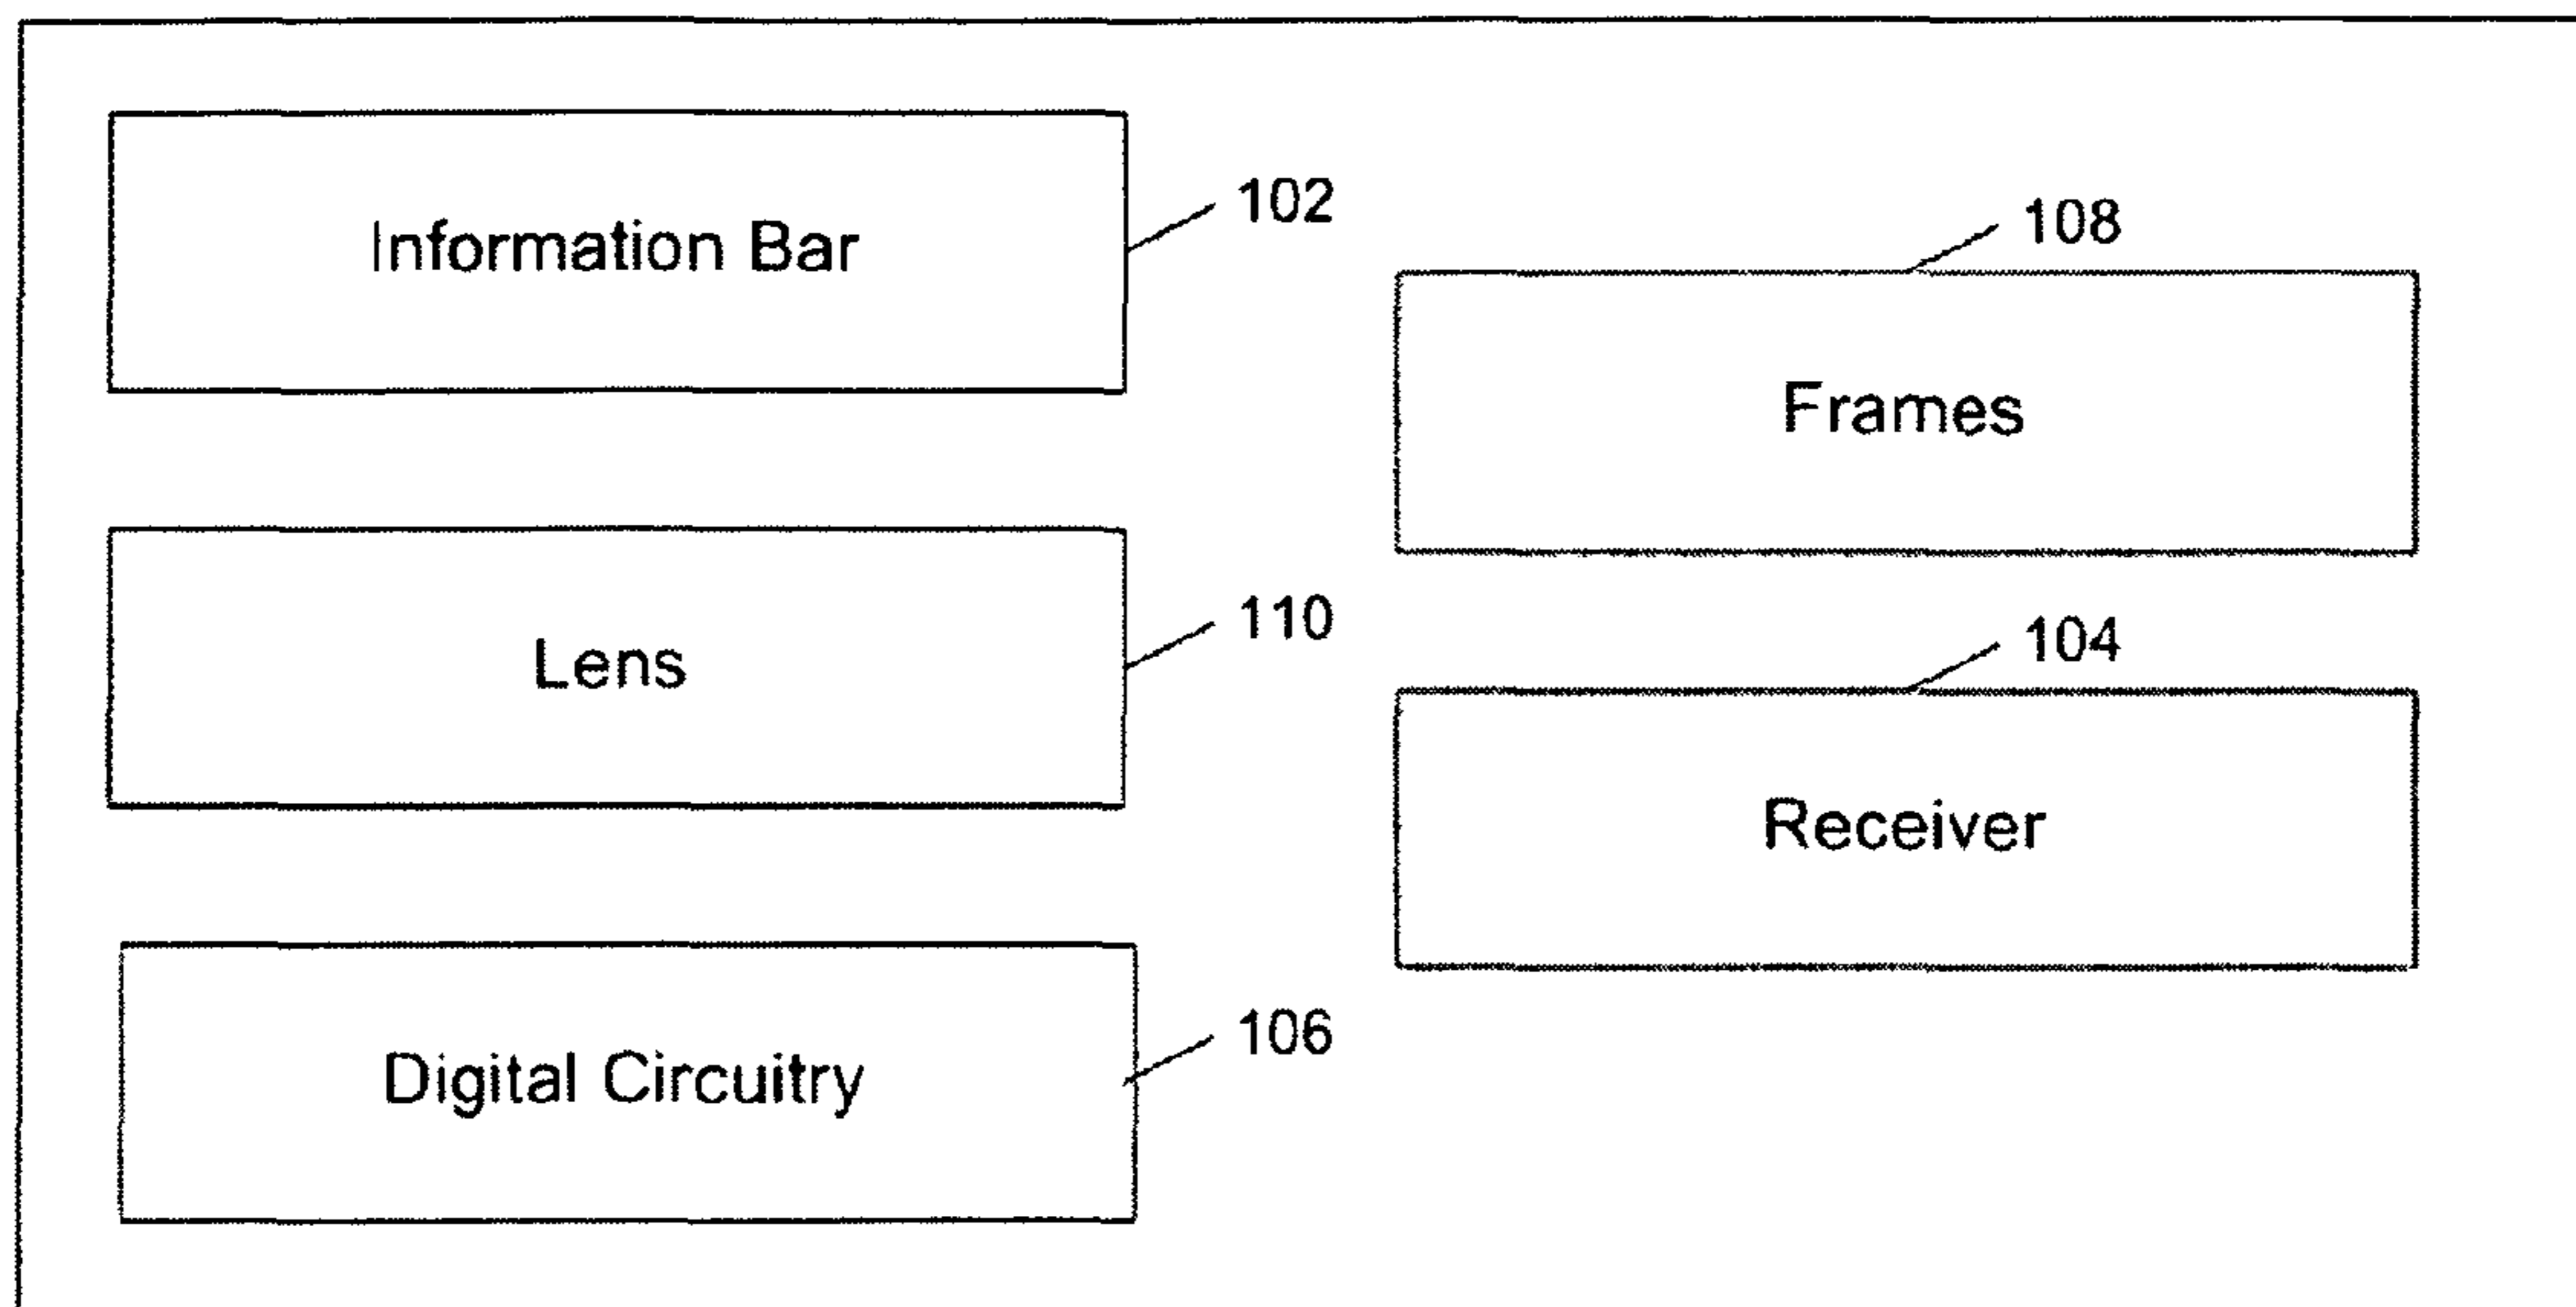 Information Bar
102
108
Frames
Lens
110
104
Receiver
Digital Circuitry
106